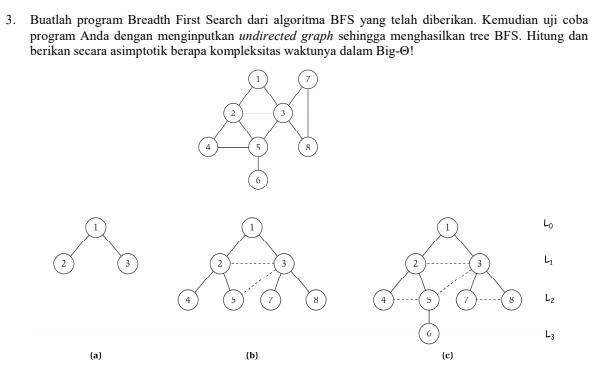 3. Buatlah program Breadth First Search dari algoritma BFS yang telah diberikan. Kemudian uji coba
program Anda dengan menginputkan undirected graph sehingga menghasilkan tree BFS. Hitung dan
berikan secara asimptotik berapa kompleksitas waktunya dalam Big-Θ!
1 7
2 3
4 5 8
6
1 1 1 L0
2 3 2 3 2 3 L1
4 5 7 8 4 5 7 8 L2
6 L3
(a) (b) (c)